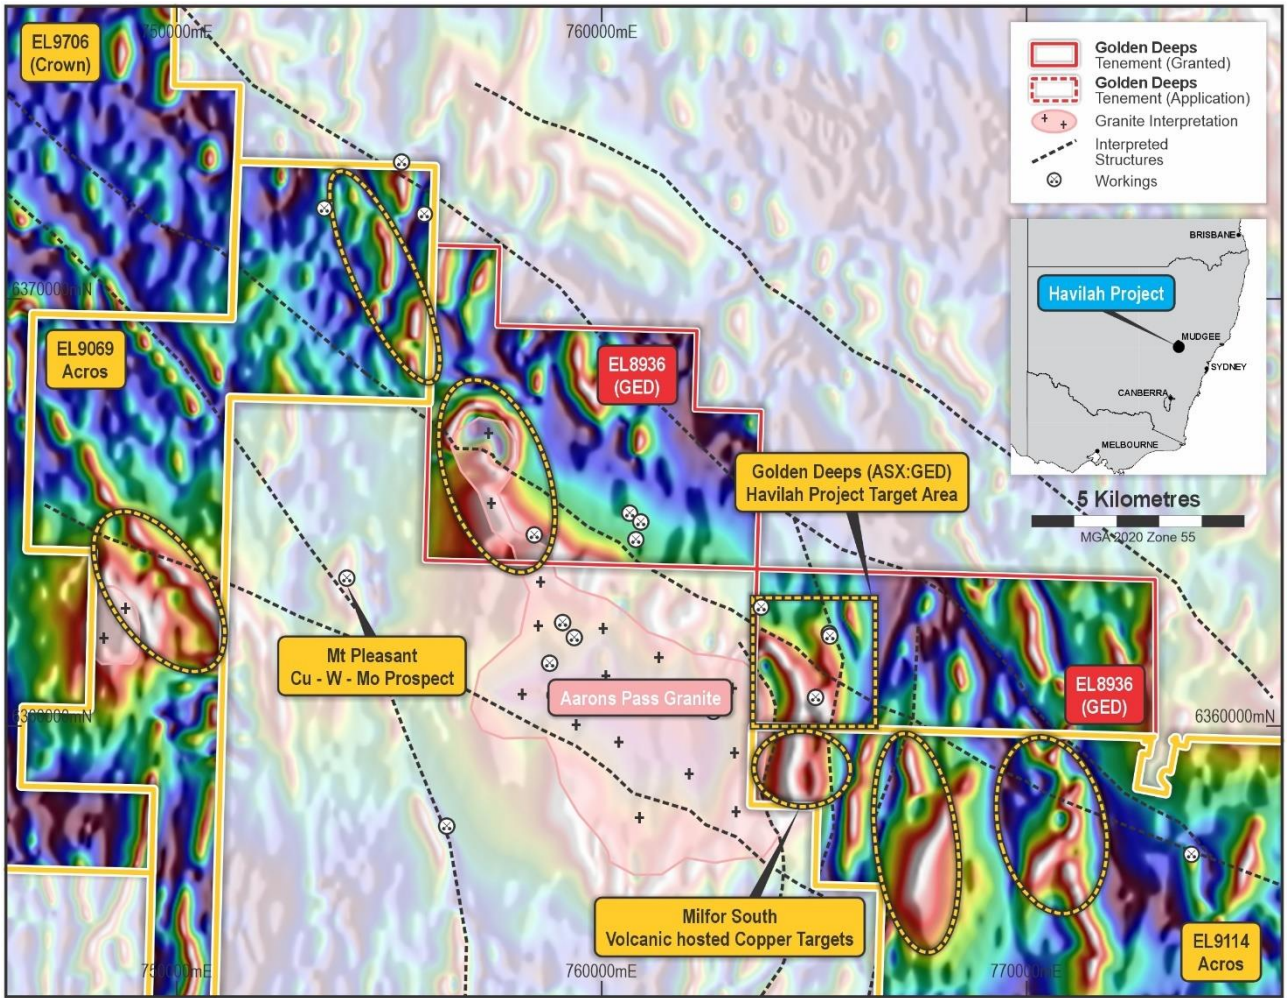 EL9706
(Crown)
750000mE
760000mE
Golden Deeps
Tenement (Granted)
Golden Deeps
Tenement (Application)
Granite Interpretation
Interpreted
Structures
Workings
BRISBANE
Havilah Project
MUDGEE
SYDNEY
CANBERRA
MELBOURNE
5 Kilometres
MGA 2020 Zone 55
6370000mN
EL9069
Acros
EL8936
(GED)
Golden Deeps (ASX:GED)
Havilah Project Target Area
Mt Pleasant
Cu - W - Mo Prospect
Aarons Pass Granite
EL8936
(GED)
6360000mN
Milfor South
Volcanic hosted Copper Targets
EL9114
Acros
750000mE
760000mE
770000mE